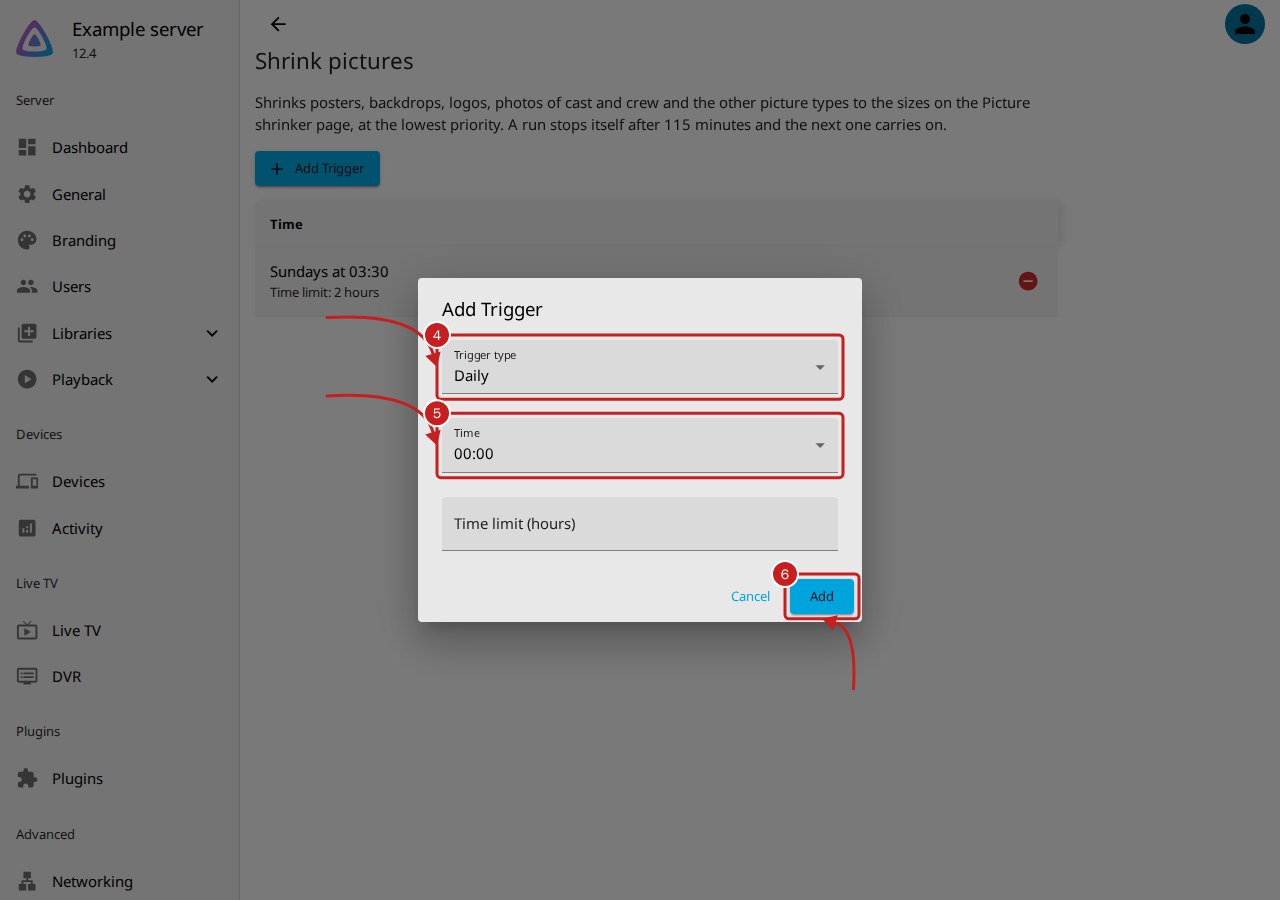 Example server
12.4
Server
Dashboard
General
Branding
Users
Libraries
Playback
Devices
Devices
Activity
Live TV
Live TV
DVR
Plugins
Plugins
Advanced
Networking
Shrink pictures
Shrinks posters, backdrops, logos, photos of cast and crew and the other picture types to the sizes on the Picture
shrinker page, at the lowest priority. A run stops itself after 115 minutes and the next one carries on.
Add Trigger
Time
Sundays at 03:30
Time limit: 2 hours
Add Trigger
4
Trigger type
Daily
5
Time
00:00
Time limit (hours)
6
Cancel
Add